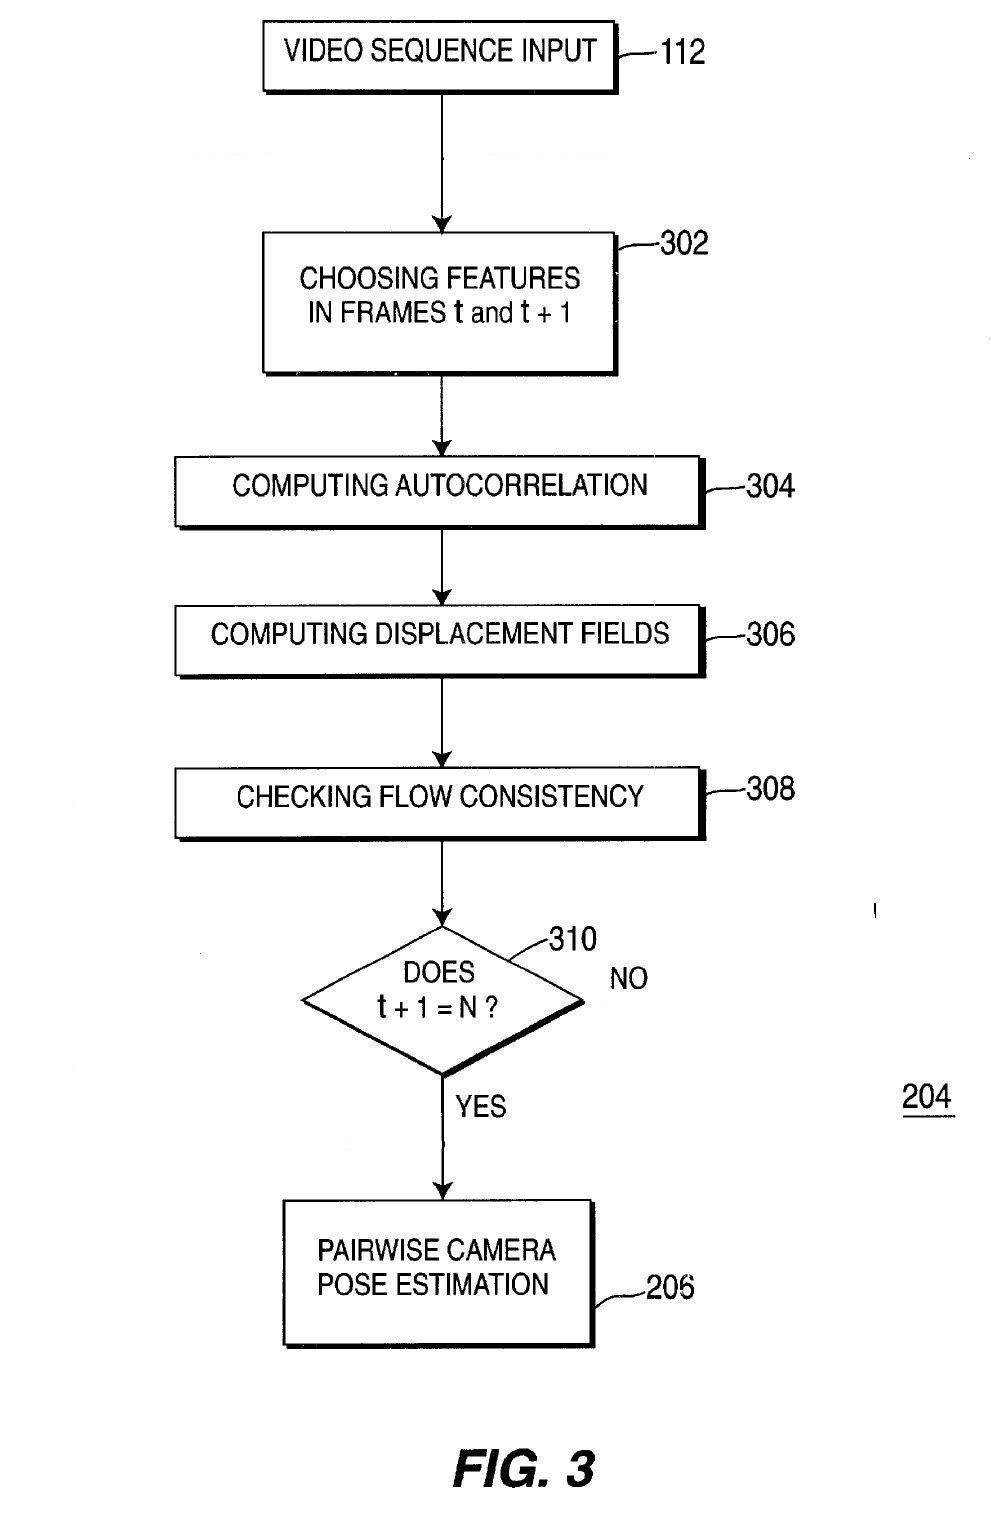 VIDEO SEQUENCE INPUT
112
302
CHOOSING FEATURES
IN FRAMES t and t + 1
COMPUTING AUTOCORRELATION
304
COMPUTING DISPLACEMENT FIELDS
306
CHECKING FLOW CONSISTENCY
308
310
DOES
t + 1 = N ?
NO
YES
204
PAIRWISE CAMERA
POSE ESTIMATION
206
FIG. 3